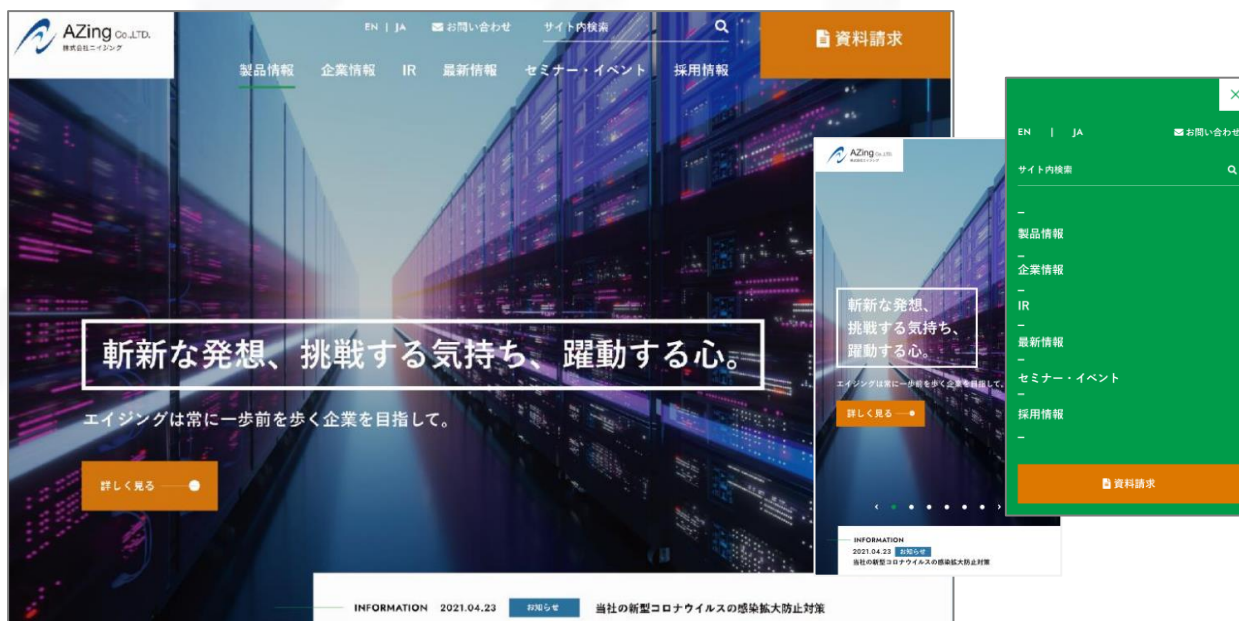 AZing Co.,LTD.
株式会社エイジング
EN | JA
お問い合わせ
サイト内検索
資料請求
製品情報
企業情報
IR
最新情報
セミナー・イベント
採用情報
斬新な発想、挑戦する気持ち、躍動する心。
エイジングは常に一歩前を歩く企業を目指して。
詳しく見る
INFORMATION
2021.04.23
お知らせ
当社の新型コロナウイルスの感染拡大防止対策
AZing Co.,LTD.
株式会社エイジング
斬新な発想、
挑戦する気持ち、
躍動する心。
エイジングは常に一歩前を歩く企業を目指して。
詳しく見る
INFORMATION
2021.04.23 お知らせ
当社の新型コロナウイルスの感染拡大防止対策
EN | JA
お問い合わせ
サイト内検索
製品情報
企業情報
IR
最新情報
セミナー・イベント
採用情報
資料請求